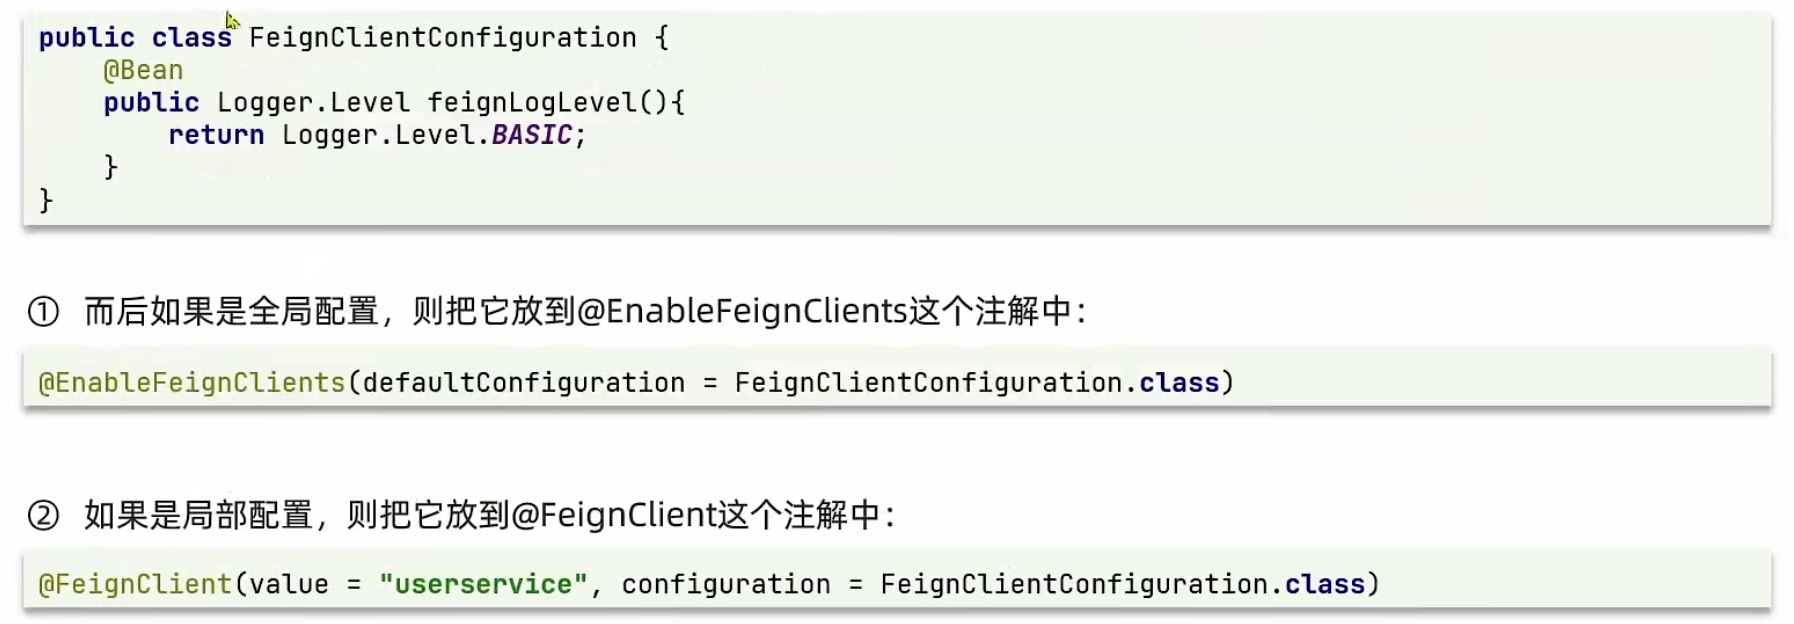 public class FeignClientConfiguration {
    @Bean
    public Logger.Level feignLogLevel(){
        return Logger.Level.BASIC;
    }
}
① 而后如果是全局配置，则把它放到@EnableFeignClients这个注解中：
@EnableFeignClients(defaultConfiguration = FeignClientConfiguration.class)
② 如果是局部配置，则把它放到@FeignClient这个注解中：
@FeignClient(value = "userservice", configuration = FeignClientConfiguration.class)